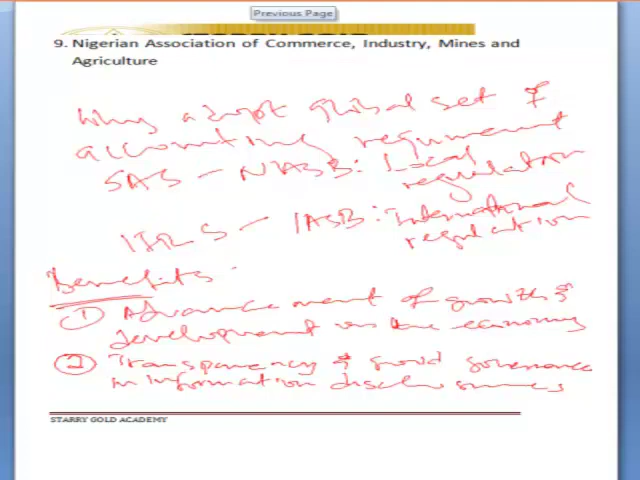 Previous Page
9. Nigerian Association of Commerce, Industry, Mines and
Agriculture
Why adopt global set of
accounting requirement
SAS - NASB: Local
regulation
IFRS - IASB: International
regulation
Benefits
① Advancement of growth &
development in the economy
② Transparency & good governance
in information disclosures
STARRY GOLD ACADEMY